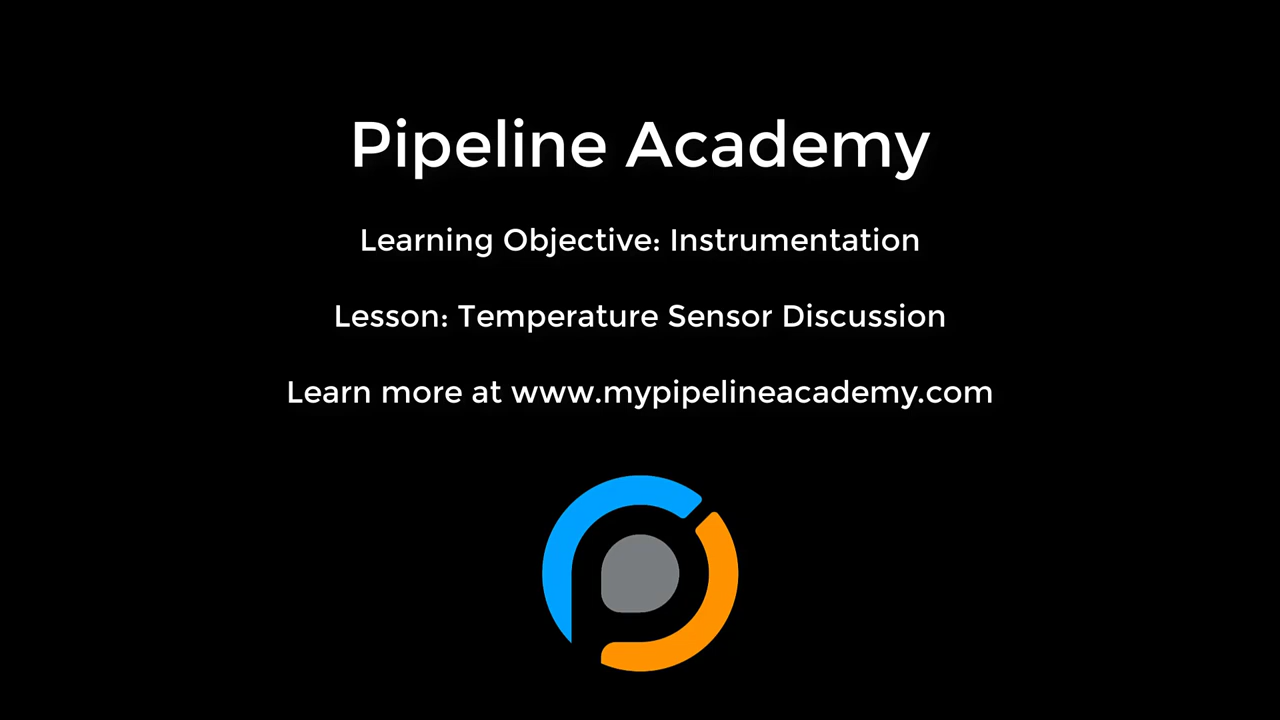 Pipeline Academy
Learning Objective: Instrumentation
Lesson: Temperature Sensor Discussion
Learn more at www.mypipelineacademy.com